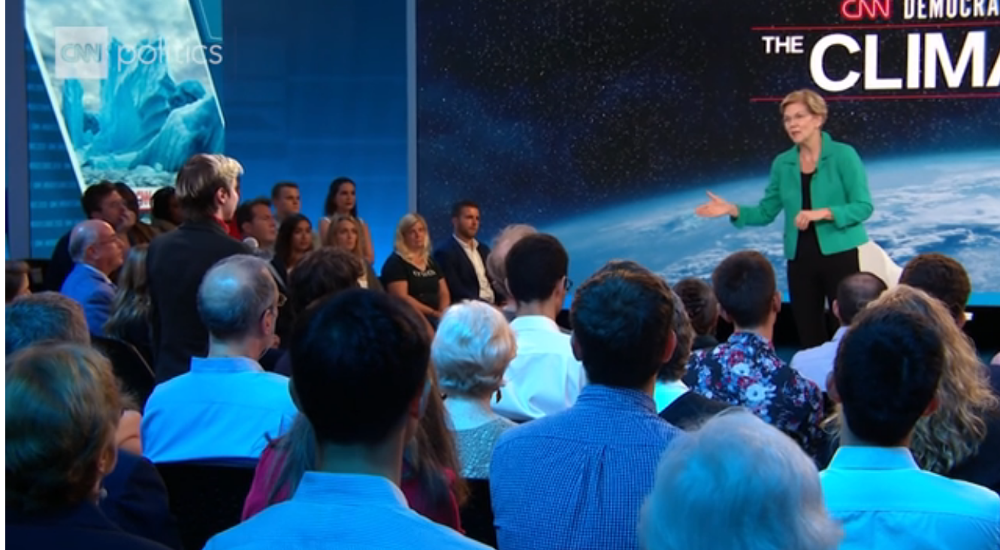 CNN politics
CNN DEMOCRA
THE CLIMA